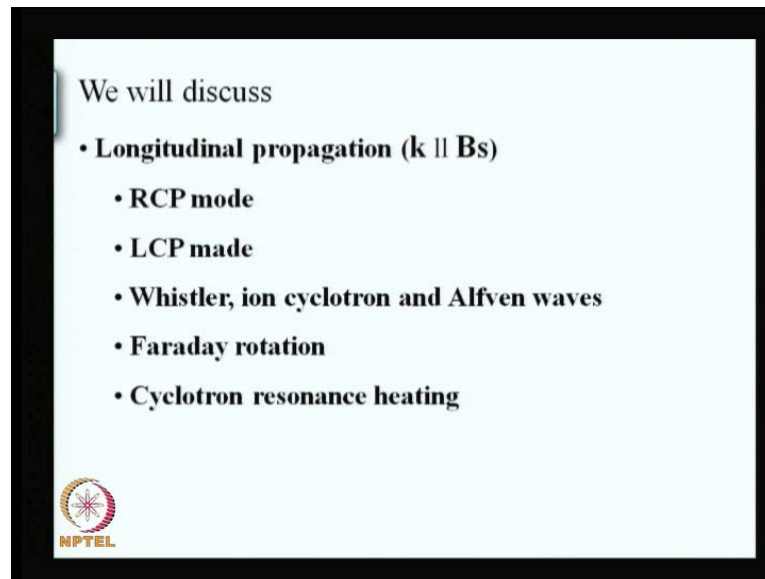 We will discuss
• Longitudinal propagation (k ll Bs)
• RCP mode
• LCP made
• Whistler, ion cyclotron and Alfven waves
• Faraday rotation
• Cyclotron resonance heating
NPTEL